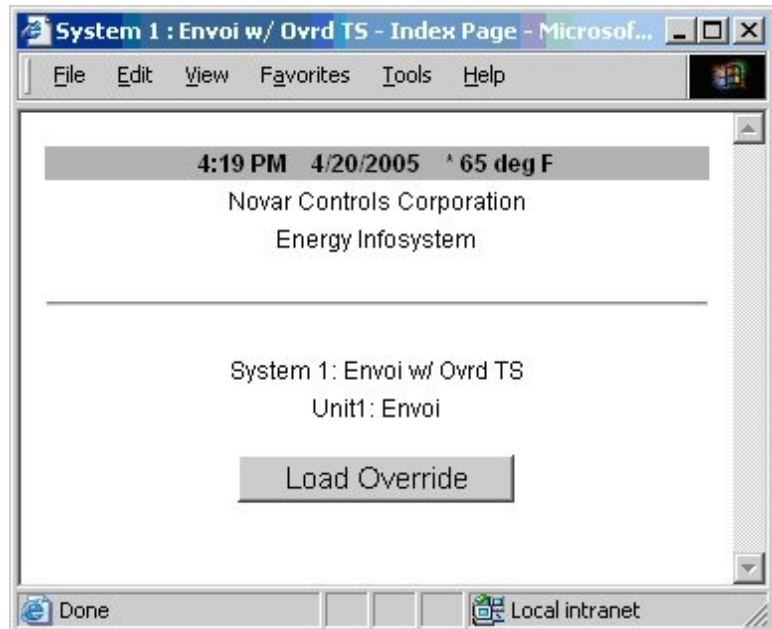 System 1 : Envoi w/ Ovrd TS - Index Page - Microsof...
File Edit View Favorites Tools Help
4:19 PM 4/20/2005 * 65 deg F
Novar Controls Corporation
Energy Infosystem
System 1: Envoi w/ Ovrd TS
Unit1: Envoi
Load Override
Done Local intranet